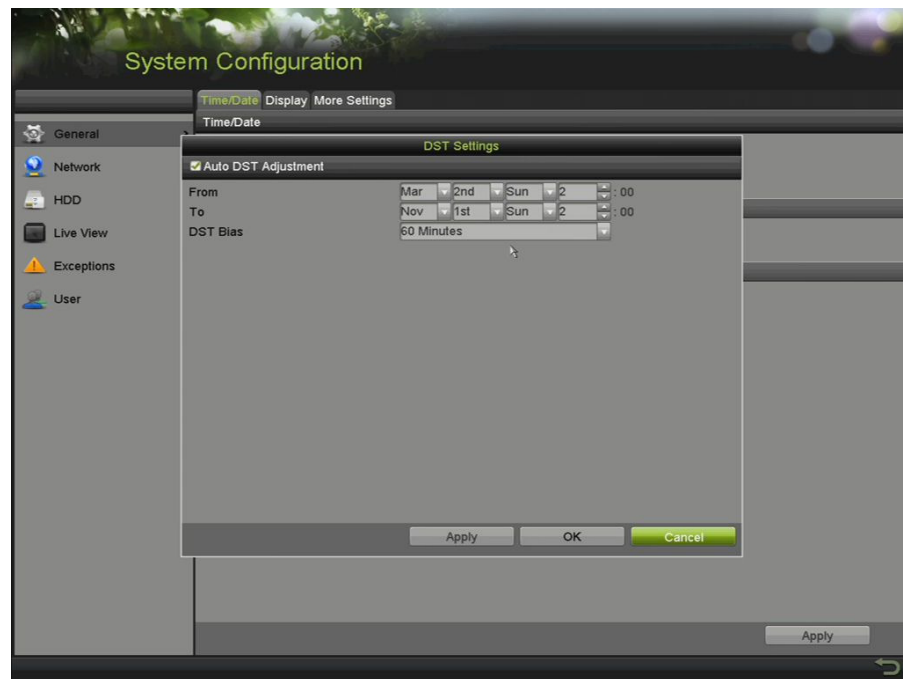 System Configuration
Time/Date Display More Settings
Time/Date
General
Network
HDD
Live View
Exceptions
User
DST Settings
Auto DST Adjustment
From Mar 2nd Sun 2 : 00
To Nov 1st Sun 2 : 00
DST Bias 60 Minutes
Apply OK Cancel
Apply